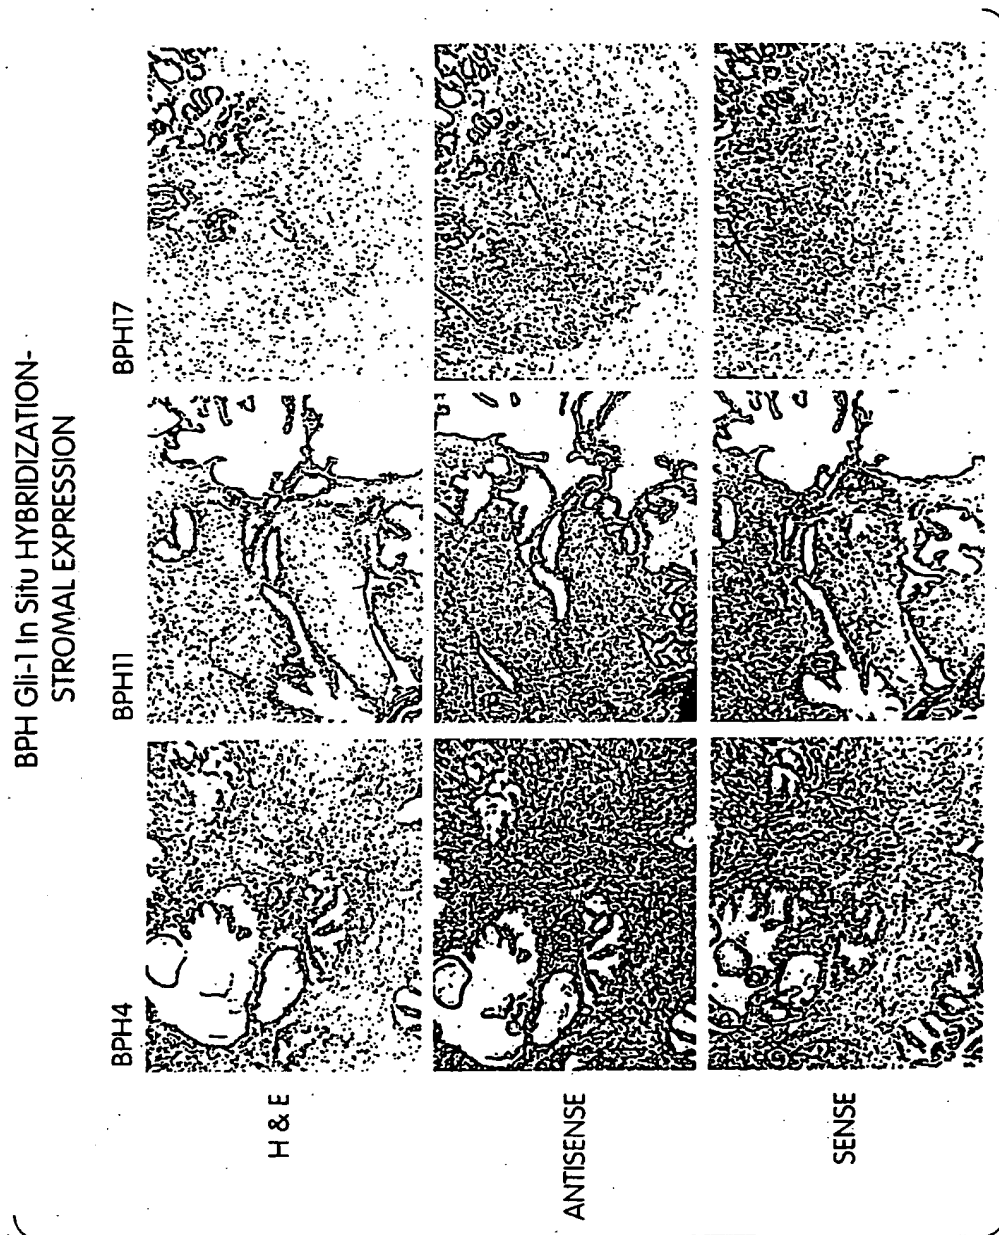 BPH Gli-1 In Situ HYBRIDIZATION-
STROMAL EXPRESSION
BPH4
BPH11
BPH17
H & E
ANTISENSE
SENSE